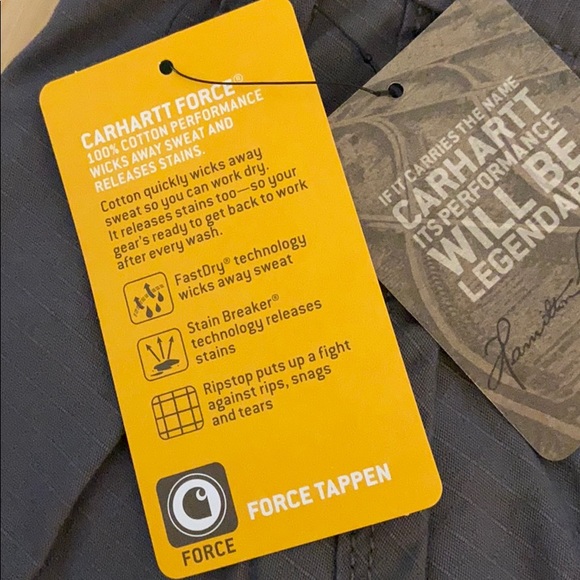 CARHARTT FORCE®
100% COTTON PERFORMANCE
WICKS AWAY SWEAT AND
RELEASES STAINS.
Cotton quickly wicks away
sweat so you can work dry.
It releases stains too—so your
gear's ready to get back to work
after every wash.
FastDry® technology
wicks away sweat
Stain Breaker®
technology releases
stains
Ripstop puts up a fight
against rips, snags
and tears
FORCE
FORCE TAPPEN
IF IT CARRIES THE NAME
CARHARTT
ITS PERFORMANCE
WILL BE
LEGENDAR
Hamilton